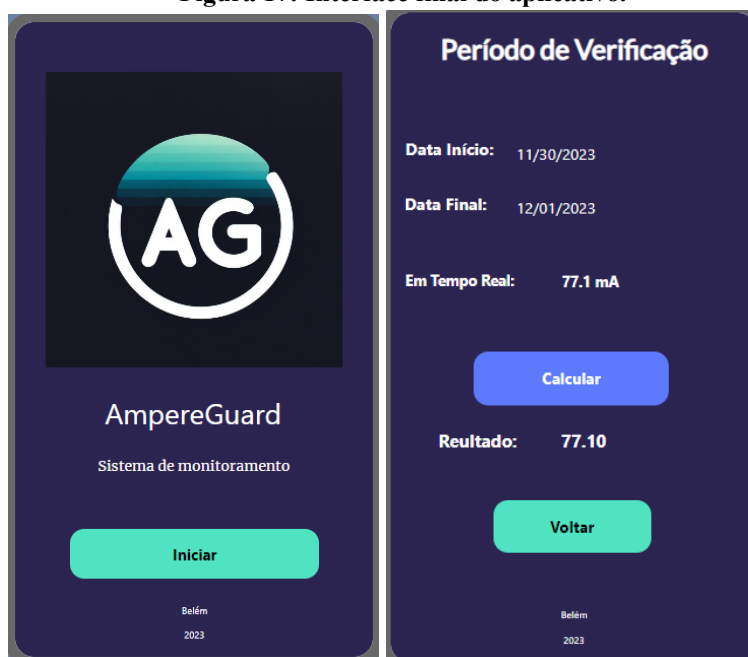 Figura 17: Interface final do aplicativo.
AG
AmpereGuard
Sistema de monitoramento
Iniciar
Belém
2023
Período de Verificação
Data Início: 11/30/2023
Data Final: 12/01/2023
Em Tempo Real: 77.1 mA
Calcular
Reultado: 77.10
Voltar
Belém
2023